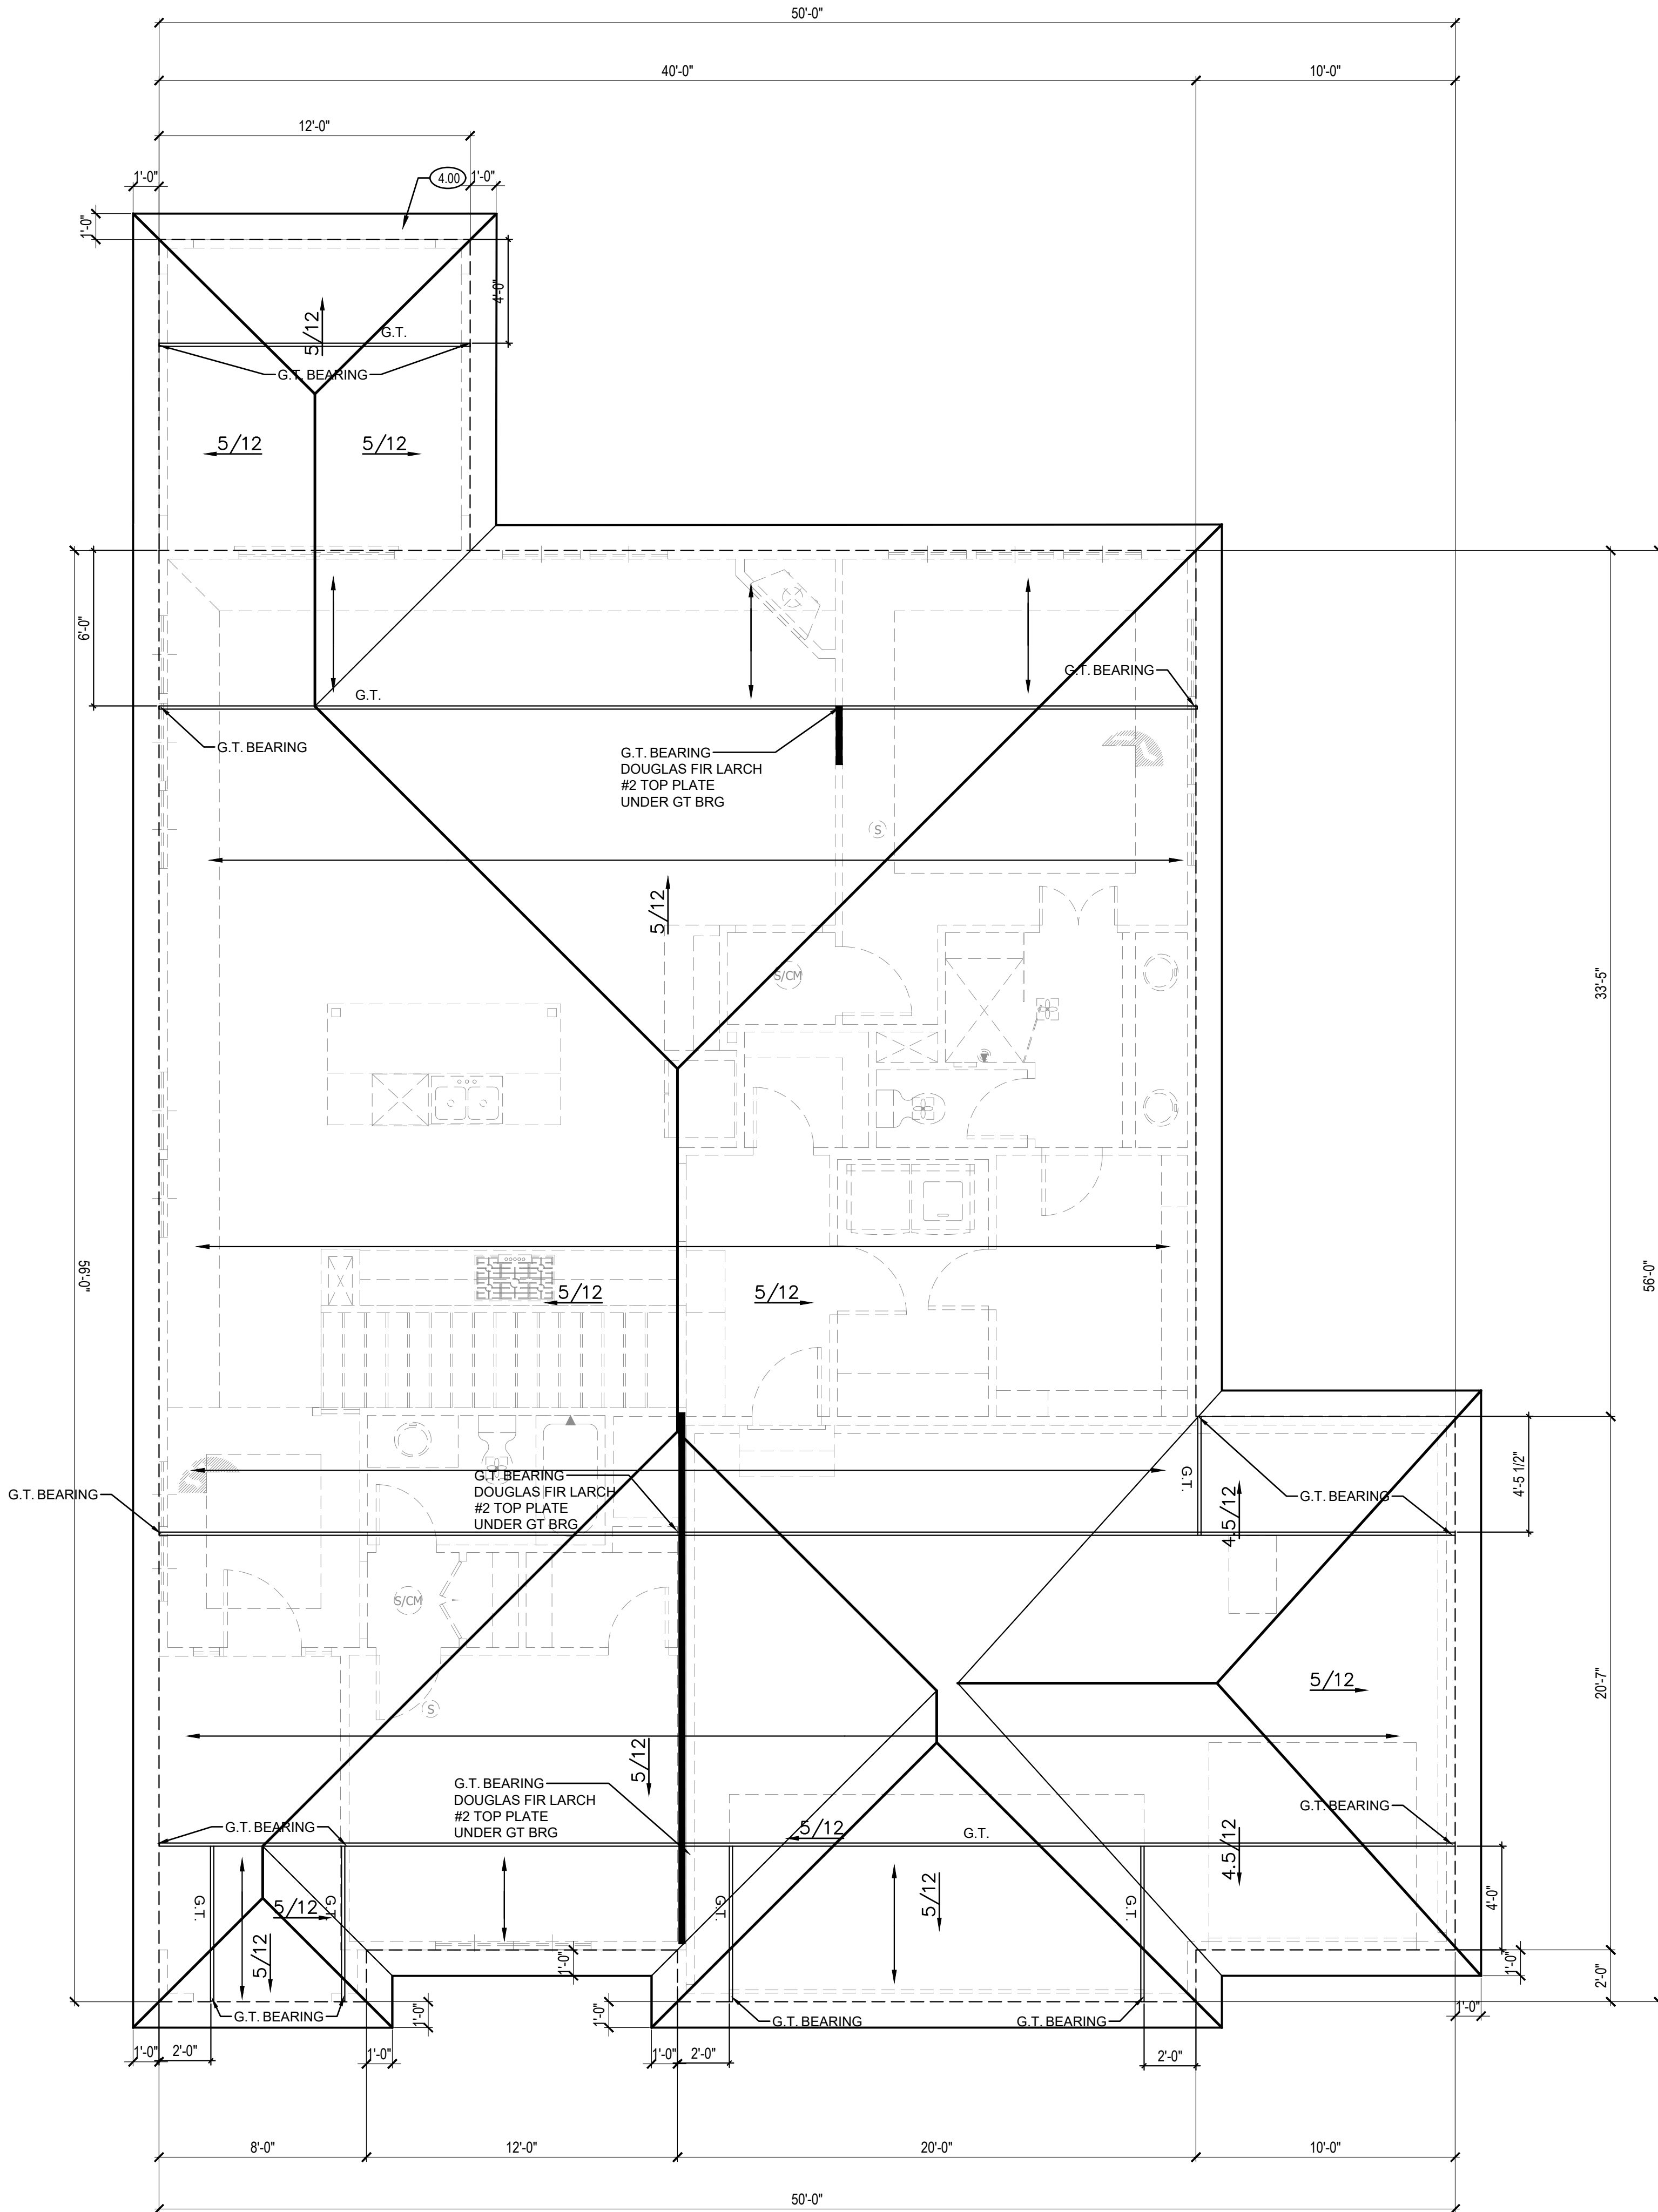 50'-0"
40'-0"
10'-0"
12'-0"
1'-0"
4.00
1'-0"
1'-0"
4'-0"
5/12
G.T.
G.T. BEARING
5/12
5/12
6'-0"
G.T.
G.T. BEARING
G.T. BEARING
G.T. BEARING
DOUGLAS FIR LARCH
#2 TOP PLATE
UNDER GT BRG
S
5/12
S/CM
33'-5"
56'-0"
56'-0"
5/12
5/12
G.T. BEARING
G.T. BEARING
DOUGLAS FIR LARCH
#2 TOP PLATE
UNDER GT BRG
G.T.
4.5/12
G.T. BEARING
4'-5 1/2"
S/CM
S
5/12
20'-7"
5/12
G.T. BEARING
DOUGLAS FIR LARCH
#2 TOP PLATE
UNDER GT BRG
G.T. BEARING
5/12
G.T.
G.T. BEARING
4.5/12
4'-0"
G.T.
5/12
G.T.
5/12
G.T.
5/12
G.T.
1'-0"
1'-0"
2'-0"
G.T. BEARING
1'-0"
1'-0"
G.T. BEARING
G.T. BEARING
1'-0"
1'-0"
2'-0"
1'-0"
1'-0"
2'-0"
2'-0"
8'-0"
12'-0"
20'-0"
10'-0"
50'-0"